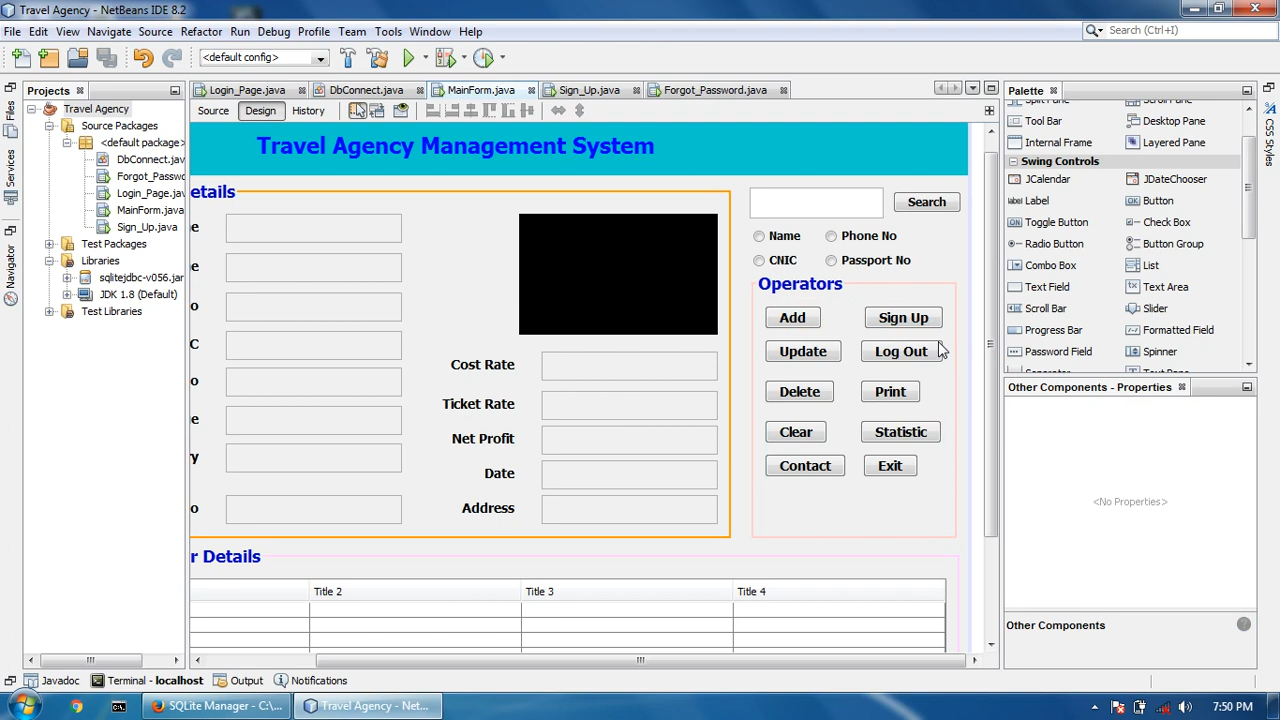 Travel Agency - NetBeans IDE 8.2
File Edit View Navigate Source Refactor Run Debug Profile Team Tools Window Help
Search (Ctrl+I)
<default config>
Projects
Login_Page.java DbConnect.java MainForm.java Sign_Up.java Forgot_Password.java
Palette
Source Design History
Files
Services
Navigator
CSS Styles
Travel Agency
Source Packages
<default package>
DbConnect.jav
Forgot_Passwo
Login_Page.jav
MainForm.java
Sign_Up.java
Test Packages
Libraries
sqlitejdbc-v056.jar
JDK 1.8 (Default)
Test Libraries
Travel Agency Management System
etails
e
e
o
C
o
e
y
o
Cost Rate
Ticket Rate
Net Profit
Date
Address
Search
Name Phone No
CNIC Passport No
Operators
Add Sign Up
Update Log Out
Delete Print
Clear Statistic
Contact Exit
r Details
Title 2 Title 3 Title 4
Split Pane Scroll Pane
Tool Bar Desktop Pane
Internal Frame Layered Pane
Swing Controls
JCalendar JDateChooser
Label Button
Toggle Button Check Box
Radio Button Button Group
Combo Box List
Text Field Text Area
Scroll Bar Slider
Progress Bar Formatted Field
Password Field Spinner
Separator Text Pane
Other Components - Properties
<No Properties>
Other Components
Javadoc Terminal - localhost Output Notifications
SQLite Manager - C:\... Travel Agency - Net...
7:50 PM